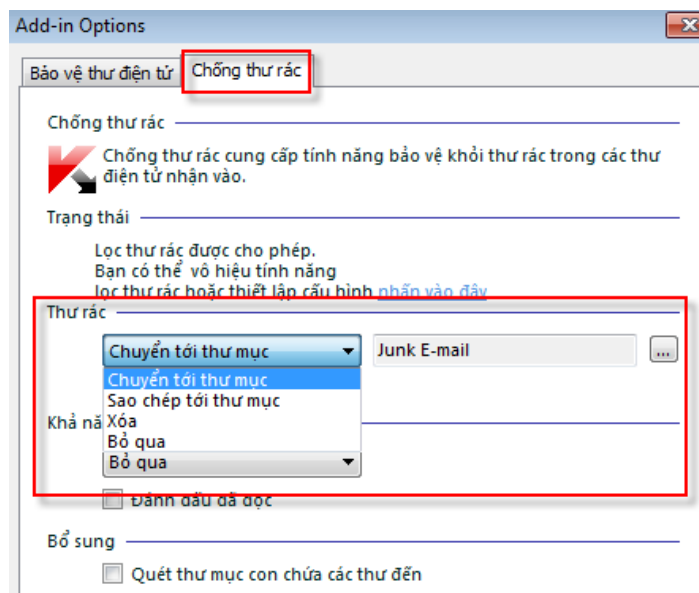 Add-in Options
Bảo vệ thư điện tử
Chống thư rác
Chống thư rác
Chống thư rác cung cấp tính năng bảo vệ khỏi thư rác trong các thư
điện tử nhận vào.
Trạng thái
Lọc thư rác được cho phép.
Bạn có thể vô hiệu tính năng
lọc thư rác hoặc thiết lập cấu hình nhấn vào đây
Thư rác
Chuyển tới thư mục
Junk E-mail
...
Chuyển tới thư mục
Sao chép tới thư mục
Khả
Xóa
Bỏ qua
Bỏ qua
Đánh dấu đã đọc
Bổ sung
Quét thư mục con chứa các thư đến